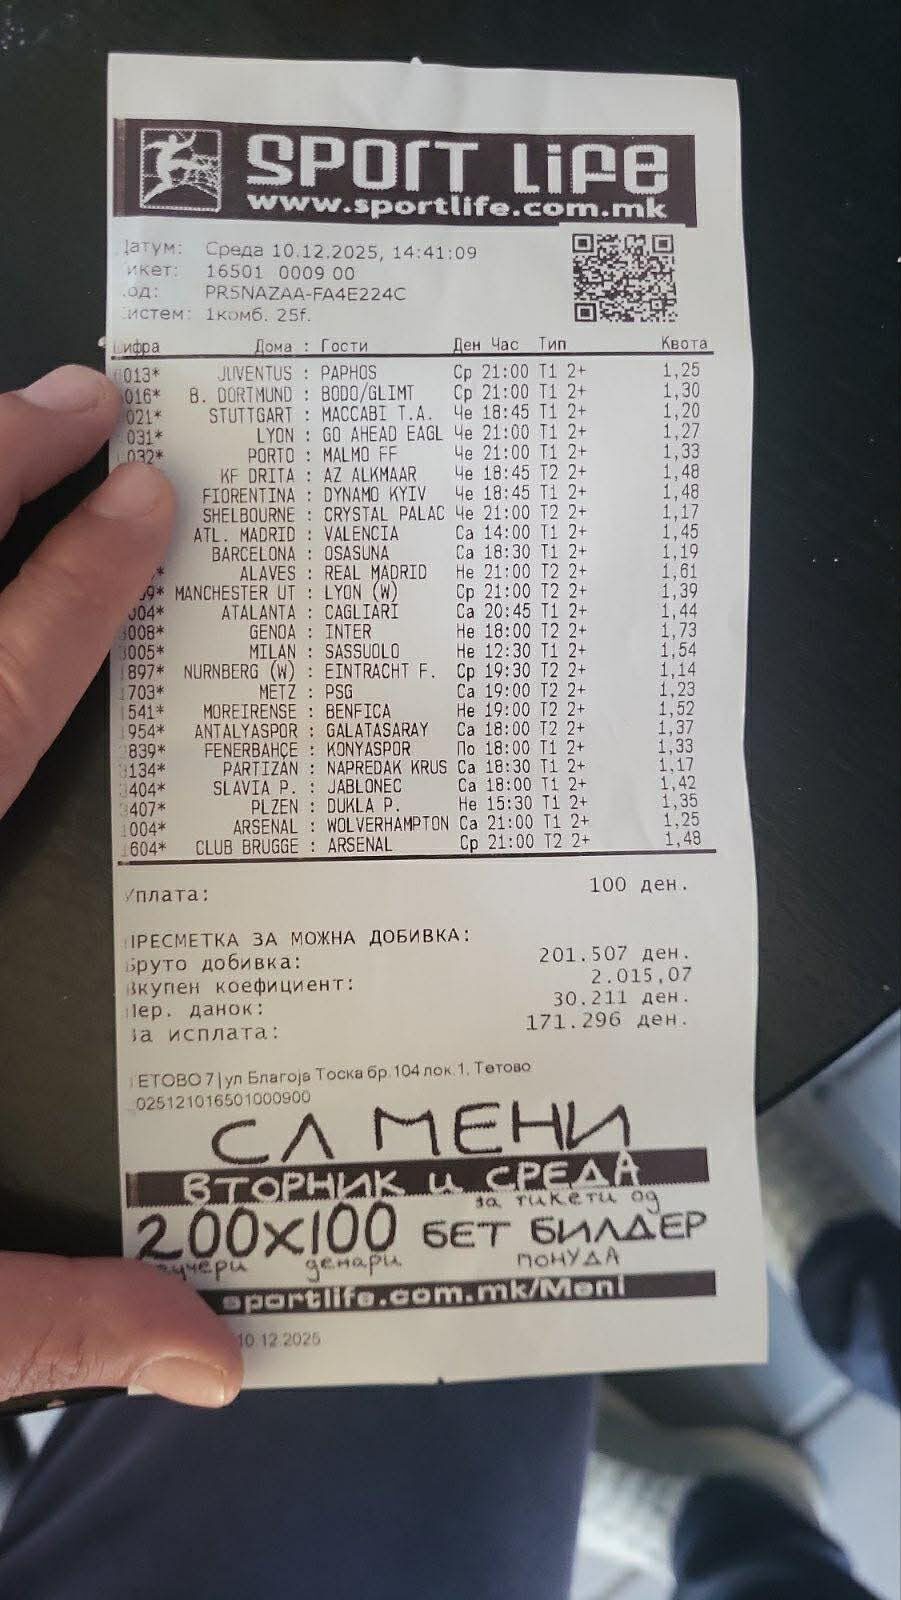 SPORT LIFE
www.sportlife.com.mk
Датум: Среда 10.12.2025, 14:41:09
икет: 16501 0009 00
од: PR5NAZAA-FA4E224C
истем: 1комб. 25f.
ифра Дома : Гости Ден Час Тип Квота
013* JUVENTUS : PAPHOS Ср 21:00 T1 2+ 1,25
016* B. DORTMUND : BODO/GLIMT Ср 21:00 T1 2+ 1,30
021* STUTTGART : MACCABI T.A. Че 18:45 T1 2+ 1,20
031* LYON : GO AHEAD EAGL Че 21:00 T1 2+ 1,27
032* PORTO : MALMO FF Че 21:00 T1 2+ 1,33
KF DRITA : AZ ALKMAAR Че 18:45 T2 2+ 1,48
FIORENTINA : DYNAMO KYIV Че 18:45 T1 2+ 1,48
SHELBOURNE : CRYSTAL PALAC Че 21:00 T2 2+ 1,17
ATL. MADRID : VALENCIA Са 14:00 T1 2+ 1,45
BARCELONA : OSASUNA Са 18:30 T1 2+ 1,19
* ALAVES : REAL MADRID Не 21:00 T2 2+ 1,61
09* MANCHESTER UT : LYON (W) Ср 21:00 T2 2+ 1,39
004* ATALANTA : CAGLIARI Са 20:45 T1 2+ 1,44
008* GENOA : INTER Не 18:00 T2 2+ 1,73
005* MILAN : SASSUOLO Не 12:30 T1 2+ 1,54
897* NURNBERG (W) : EINTRACHT F. Ср 19:30 T2 2+ 1,14
703* METZ : PSG Са 19:00 T2 2+ 1,23
541* MOREIRENSE : BENFICA Не 19:00 T2 2+ 1,52
954* ANTALYASPOR : GALATASARAY Са 18:00 T2 2+ 1,37
839* FENERBAHÇE : KONYASPOR По 18:00 T1 2+ 1,33
134* PARTIZAN : NAPREDAK KRUS Са 18:30 T1 2+ 1,17
404* SLAVIA P. : JABLONEC Са 18:00 T1 2+ 1,42
407* PLZEN : DUKLA P. Не 15:30 T1 2+ 1,35
004* ARSENAL : WOLVERHAMPTON Са 21:00 T1 2+ 1,25
604* CLUB BRUGGE : ARSENAL Ср 21:00 T2 2+ 1,48
Уплата: 100 ден.
ПРЕСМЕТКА ЗА МОЖНА ДОБИВКА:
Бруто добивка: 201.507 ден.
Вкупен коефициент: 2.015,07
Пер. данок: 30.211 ден.
За исплата: 171.296 ден.
ТЕТОВО 7|ул Благоја Тоска бр.104 лок.1, Тетово
025121016501000900
СЛ МЕНИ
ВТОРНИК и СРЕДА
за тикети од
200x100 БЕТ БИЛДЕР
ваучери денари понуда
sportlife.com.mk/Meni
10.12.2025